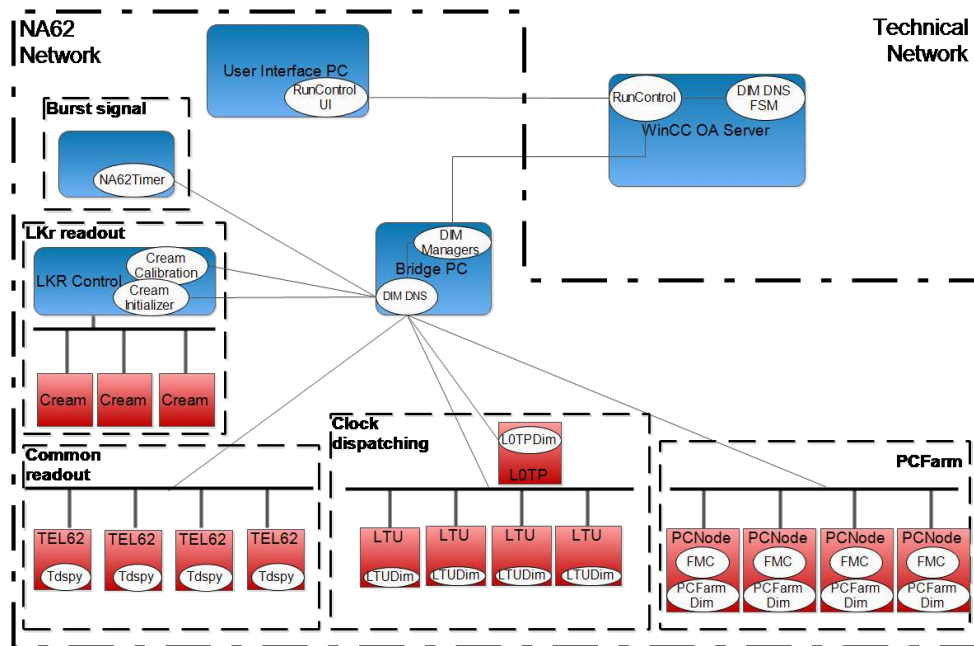 NA62
Network
Technical
Network
User Interface PC
RunControl
UI
RunControl
DIM DNS
FSM
WinCC OA Server
Burst signal
NA62Timer
LKr readout
LKR Control
Cream
Calibration
Cream
Initializer
DIM
Managers
Bridge PC
DIM DNS
Cream
Cream
Cream
Common
readout
TEL62
TEL62
TEL62
TEL62
Tdspy
Tdspy
Tdspy
Tdspy
Clock
dispatching
L0TPDim
L0TP
LTU
LTU
LTU
LTU
LTUDim
LTUDim
LTUDim
LTUDim
PCFarm
PCNode
PCNode
PCNode
PCNode
FMC
FMC
FMC
FMC
PCFarm
Dim
PCFarm
Dim
PCFarm
Dim
PCFarm
Dim